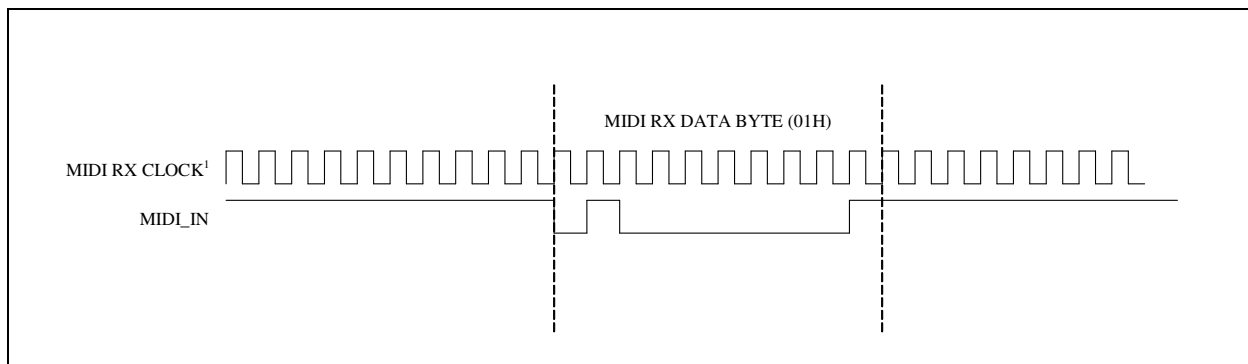 MIDI RX DATA BYTE (01H)
MIDI RX CLOCK¹
MIDI_IN